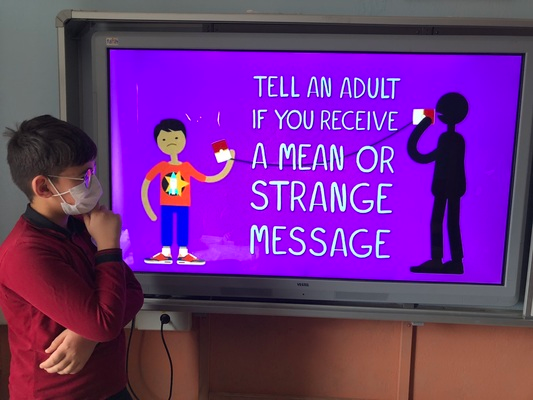 TELL AN ADULT
IF YOU RECEIVE
A MEAN OR
STRANGE
MESSAGE